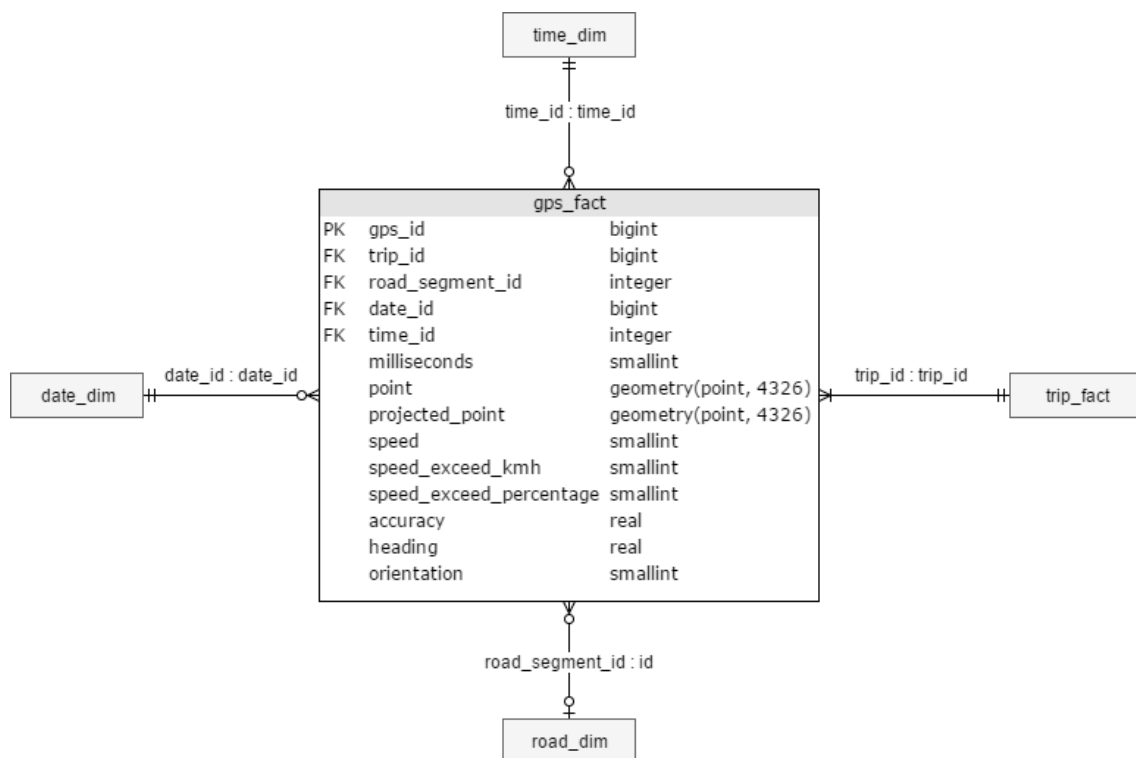 time_dim
time_id : time_id
gps_fact
PK gps_id bigint
FK trip_id bigint
FK road_segment_id integer
FK date_id bigint
FK time_id integer
milliseconds smallint
point geometry(point, 4326)
projected_point geometry(point, 4326)
speed smallint
speed_exceed_kmh smallint
speed_exceed_percentage smallint
accuracy real
heading real
orientation smallint
date_dim
date_id : date_id
trip_id : trip_id
trip_fact
road_segment_id : id
road_dim